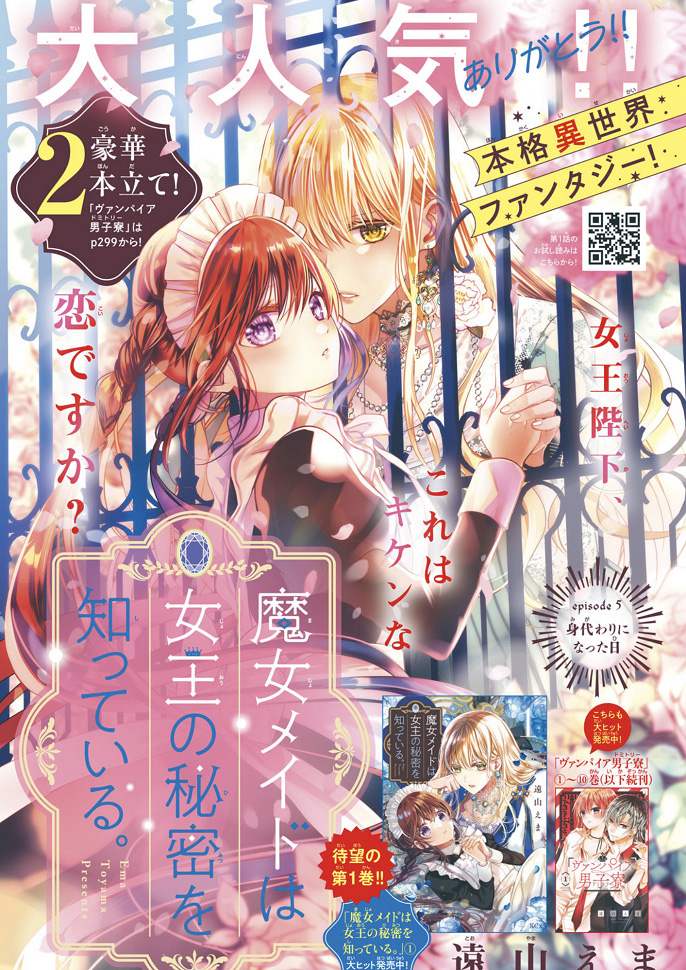 大人気!!
ありがとう!!
本格異世界
ファンタジー!
豪華
2本立て!
「ヴァンパイア
男子寮」は
p299から!
第1話の
お試し読みは
こちらから!
女王陛下、
これは
キケンな
恋ですか?
episode 5
身代わりに
なった日
魔女メイドは
女王の秘密を
知っている。
Ema
Toyama
Presents
魔女メイドは
女王の秘密を
知っている。
遠山えま
KC
待望の
第1巻!!
「魔女メイドは
女王の秘密を
知っている。」①
大ヒット発売中!
こちらも
大ヒット
発売中!
「ヴァンパイア男子寮」
①〜⑩巻(以下続刊)
ヴァンパイア
男子寮
①
遠山えま